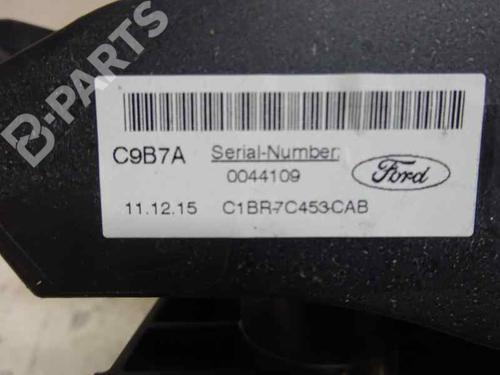 B-PARTS
C9B7A Serial-Number:
0044109
Ford
11.12.15 C1BR-7C453-CAB